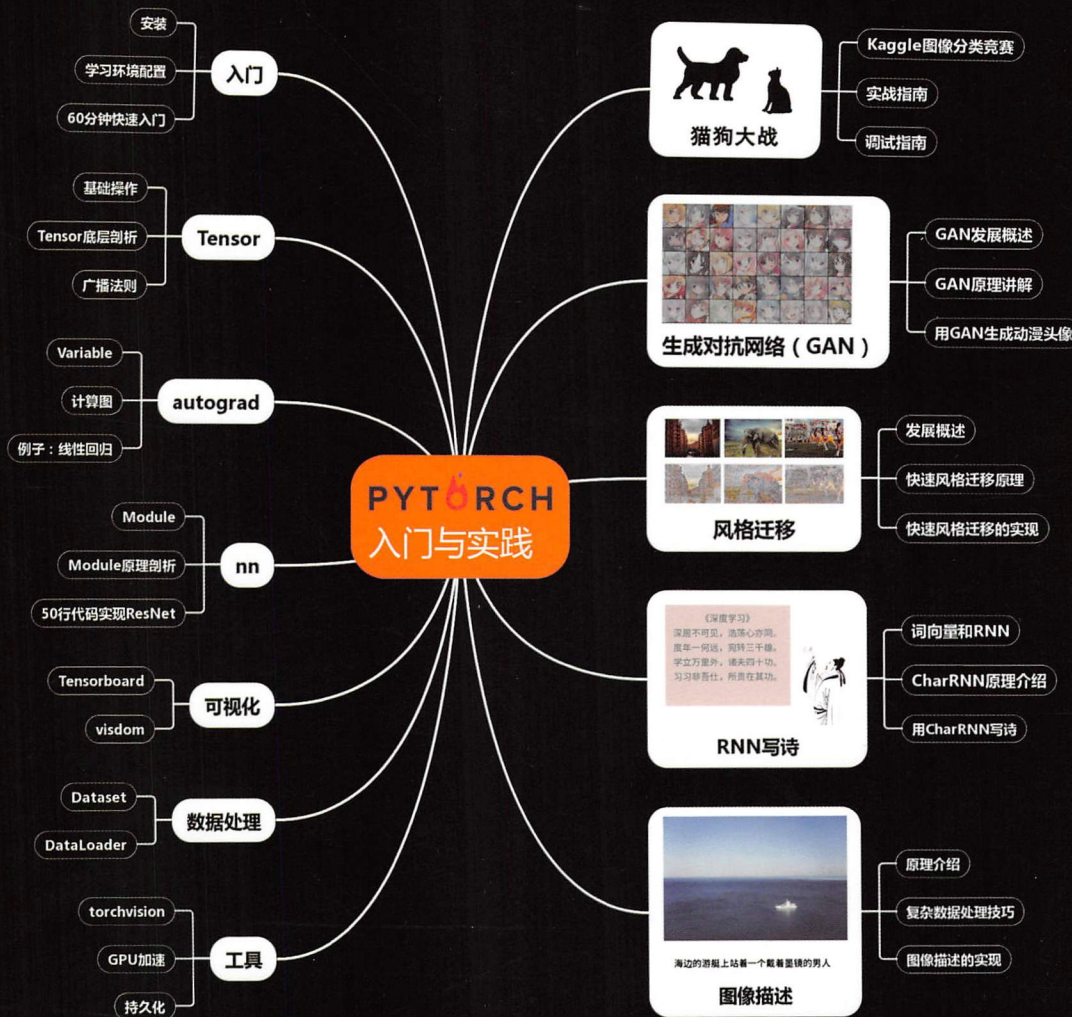 安装
学习环境配置
60分钟快速入门
入门
基础操作
Tensor底层剖析
广播法则
Tensor
Variable
计算图
例子：线性回归
autograd
Module
Module原理剖析
50行代码实现ResNet
nn
Tensorboard
visdom
可视化
Dataset
DataLoader
数据处理
torchvision
GPU加速
持久化
工具
PYTORCH
入门与实践
猫狗大战
Kaggle图像分类竞赛
实战指南
调试指南
生成对抗网络（GAN）
GAN发展概述
GAN原理讲解
用GAN生成动漫头像
风格迁移
发展概述
快速风格迁移原理
快速风格迁移的实现
《深度学习》
深居不可见，浩荡心亦同。
度年一何远，宛转三千雄。
学立万里外，诸夫四十功。
习习非吾仕，所贵在其功。
RNN写诗
词向量和RNN
CharRNN原理介绍
用CharRNN写诗
海边的游艇上站着一个戴着墨镜的男人
图像描述
原理介绍
复杂数据处理技巧
图像描述的实现